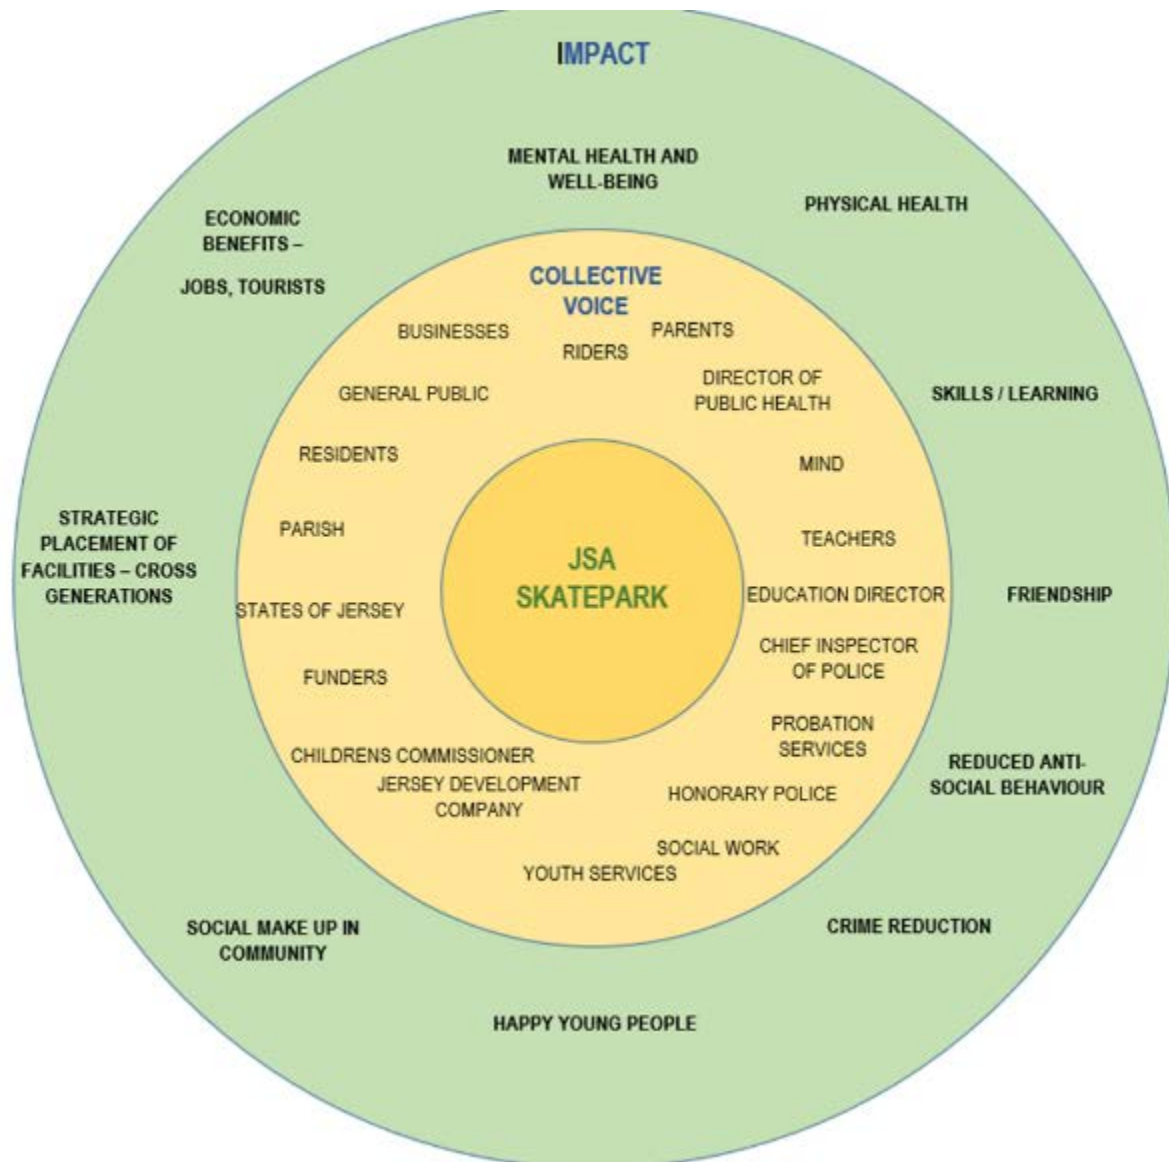 IMPACT
MENTAL HEALTH AND
WELL-BEING
PHYSICAL HEALTH
ECONOMIC
BENEFITS –
JOBS, TOURISTS
SKILLS / LEARNING
STRATEGIC
PLACEMENT OF
FACILITIES – CROSS
GENERATIONS
FRIENDSHIP
REDUCED ANTI-
SOCIAL BEHAVIOUR
CRIME REDUCTION
SOCIAL MAKE UP IN
COMMUNITY
HAPPY YOUNG PEOPLE
COLLECTIVE
VOICE
BUSINESSES
RIDERS
PARENTS
GENERAL PUBLIC
DIRECTOR OF
PUBLIC HEALTH
RESIDENTS
MIND
PARISH
TEACHERS
STATES OF JERSEY
EDUCATION DIRECTOR
FUNDERS
CHIEF INSPECTOR
OF POLICE
PROBATION
SERVICES
CHILDRENS COMMISSIONER
JERSEY DEVELOPMENT
COMPANY
HONORARY POLICE
SOCIAL WORK
YOUTH SERVICES
JSA
SKATEPARK